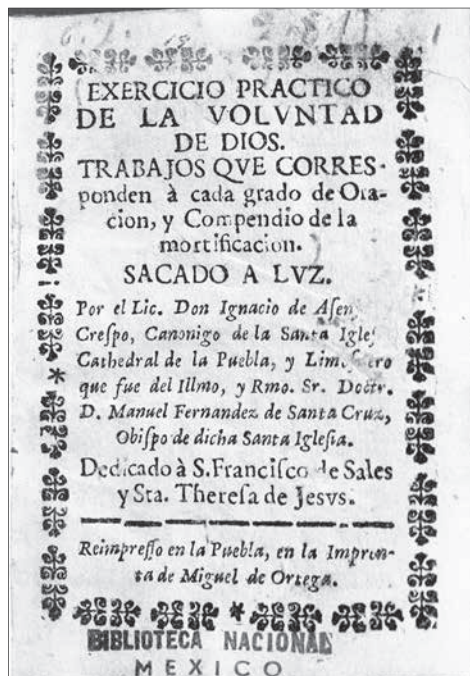 EXERCICIO PRACTICO
DE LA VOLVNTAD
DE DIOS.
TRABAJOS QVE CORRES-
ponden à cada grado de Ora-
cion, y Compendio de la
mortificacion.
SACADO A LVZ.
Por el Lic. Don Ignacio de Aſen
Creſpo, Canonigo de la Santa Igleſ
Cathedral de la Puebla, y
que fue del Illmo, y Rmo. Sr. Doctr.
D. Manuel Fernandez de Santa Cruz,
Obiſpo de dicha Santa Igleſia.
Dedicado à S. Franciſco de Sales
y Sta. Thereſa de Jesvs.
Reimpreſſo en la Puebla, en la Impren-
ta de Miguel de Ortega.
BIBLIOTECA NACIONAL
MEXICO